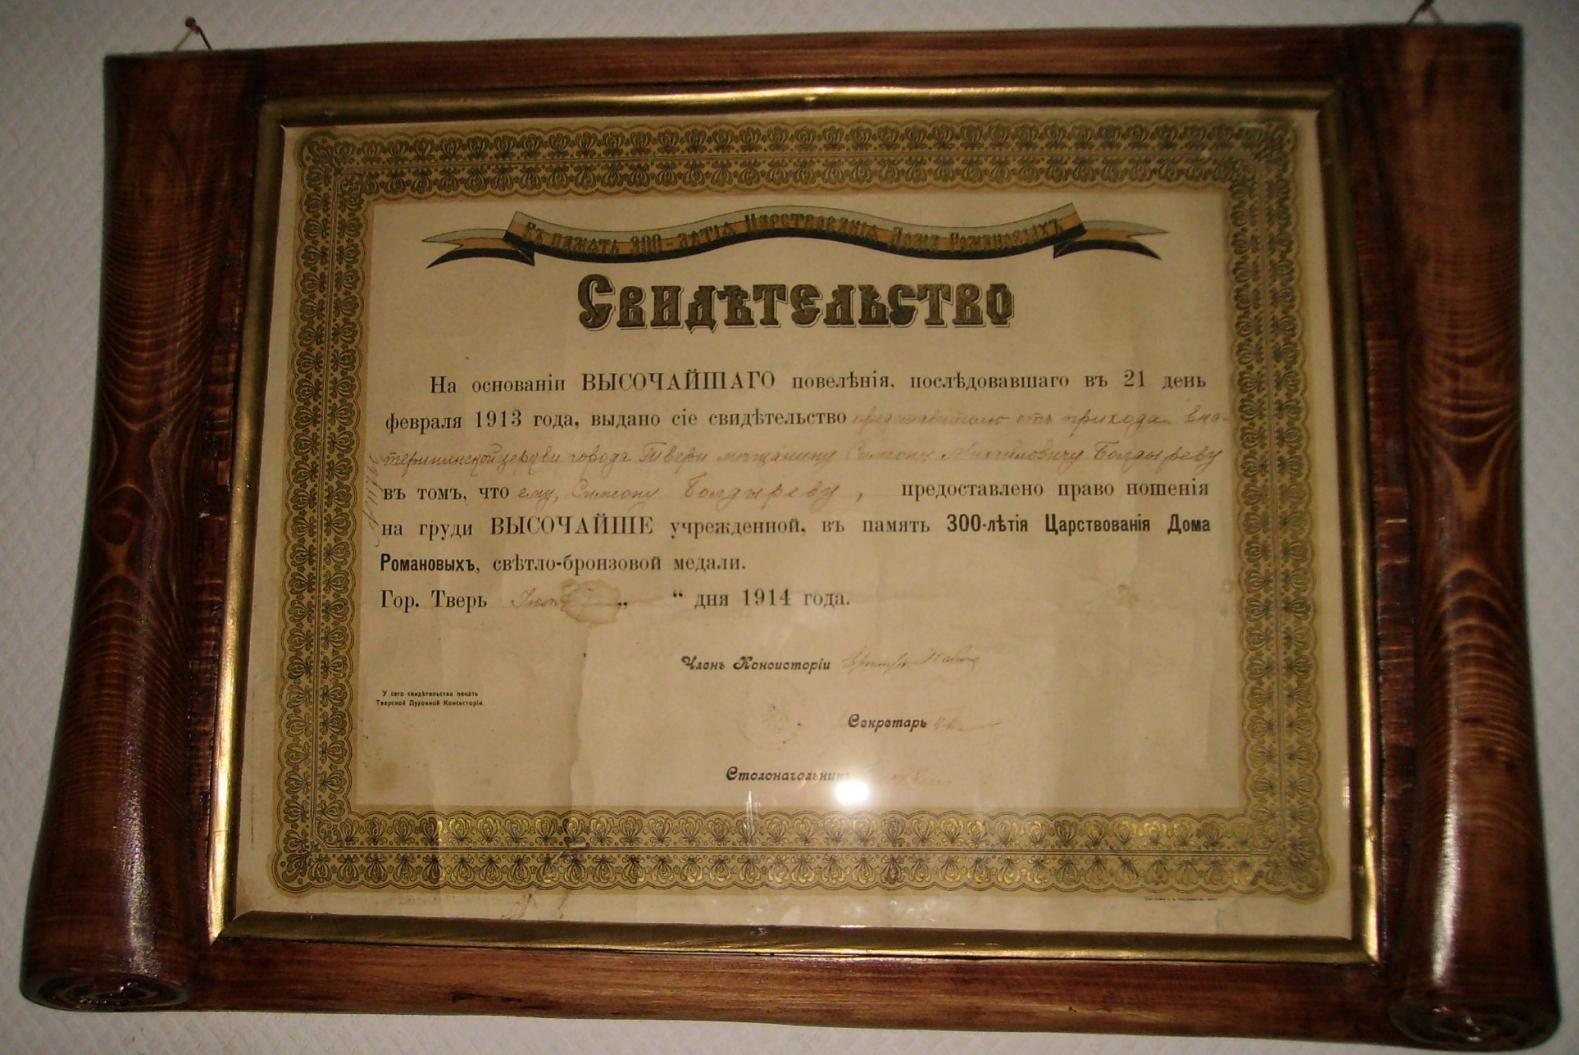 Въ память 300-лѣтія Царствованія Дома Романовыхъ
Свидѣтельство
На основаніи ВЫСОЧАЙШАГО повелѣнія, послѣдовавшаго въ 21 день
февраля 1913 года, выдано сіе свидѣтельство представителю отъ прихода Ека-
терининской церкви города Твери мѣщанину Симеону Михайловичу Болдыреву
въ томъ, что ему, Симеону Болдыреву, предоставлено право ношенія
на груди ВЫСОЧАЙШЕ учрежденной, въ память 300-лѣтія Царствованія Дома
Романовыхъ, свѣтло-бронзовой медали.
Гор. Тверь „ “ дня 1914 года.
Членъ Консисторіи
У сего свидѣтельства печать
Тверской Духовной Консисторіи.
Секретарь
Столоначальникъ